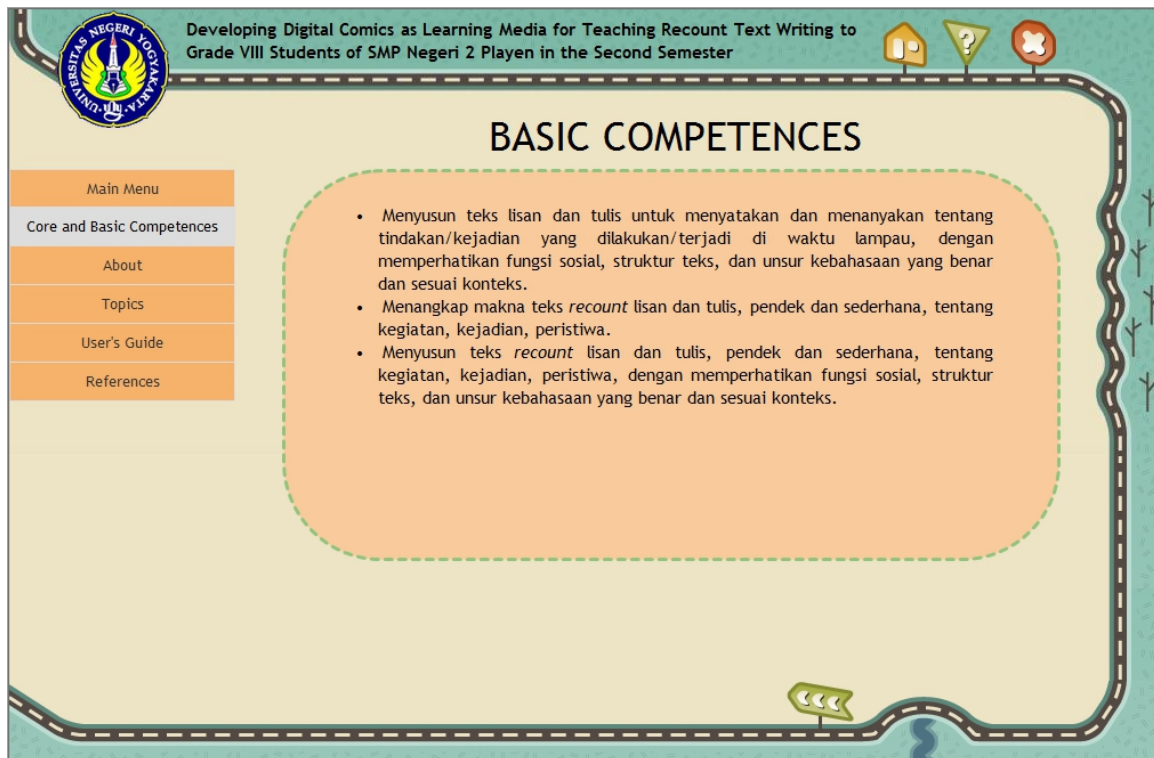 UNIVERSITAS NEGERI YOGYAKARTA
Developing Digital Comics as Learning Media for Teaching Recount Text Writing to
Grade VIII Students of SMP Negeri 2 Playen in the Second Semester
?
BASIC COMPETENCES
Main Menu
Core and Basic Competences
About
Topics
User's Guide
References
• Menyusun teks lisan dan tulis untuk menyatakan dan menanyakan tentang
tindakan/kejadian yang dilakukan/terjadi di waktu lampau, dengan
memperhatikan fungsi sosial, struktur teks, dan unsur kebahasaan yang benar
dan sesuai konteks.
• Menangkap makna teks recount lisan dan tulis, pendek dan sederhana, tentang
kegiatan, kejadian, peristiwa.
• Menyusun teks recount lisan dan tulis, pendek dan sederhana, tentang
kegiatan, kejadian, peristiwa, dengan memperhatikan fungsi sosial, struktur
teks, dan unsur kebahasaan yang benar dan sesuai konteks.